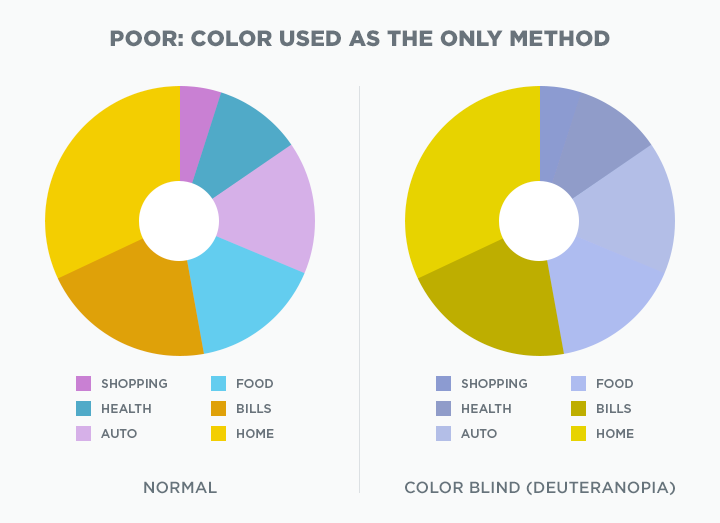 POOR: COLOR USED AS THE ONLY METHOD
SHOPPING
HEALTH
AUTO
FOOD
BILLS
HOME
NORMAL
SHOPPING
HEALTH
AUTO
FOOD
BILLS
HOME
COLOR BLIND (DEUTERANOPIA)